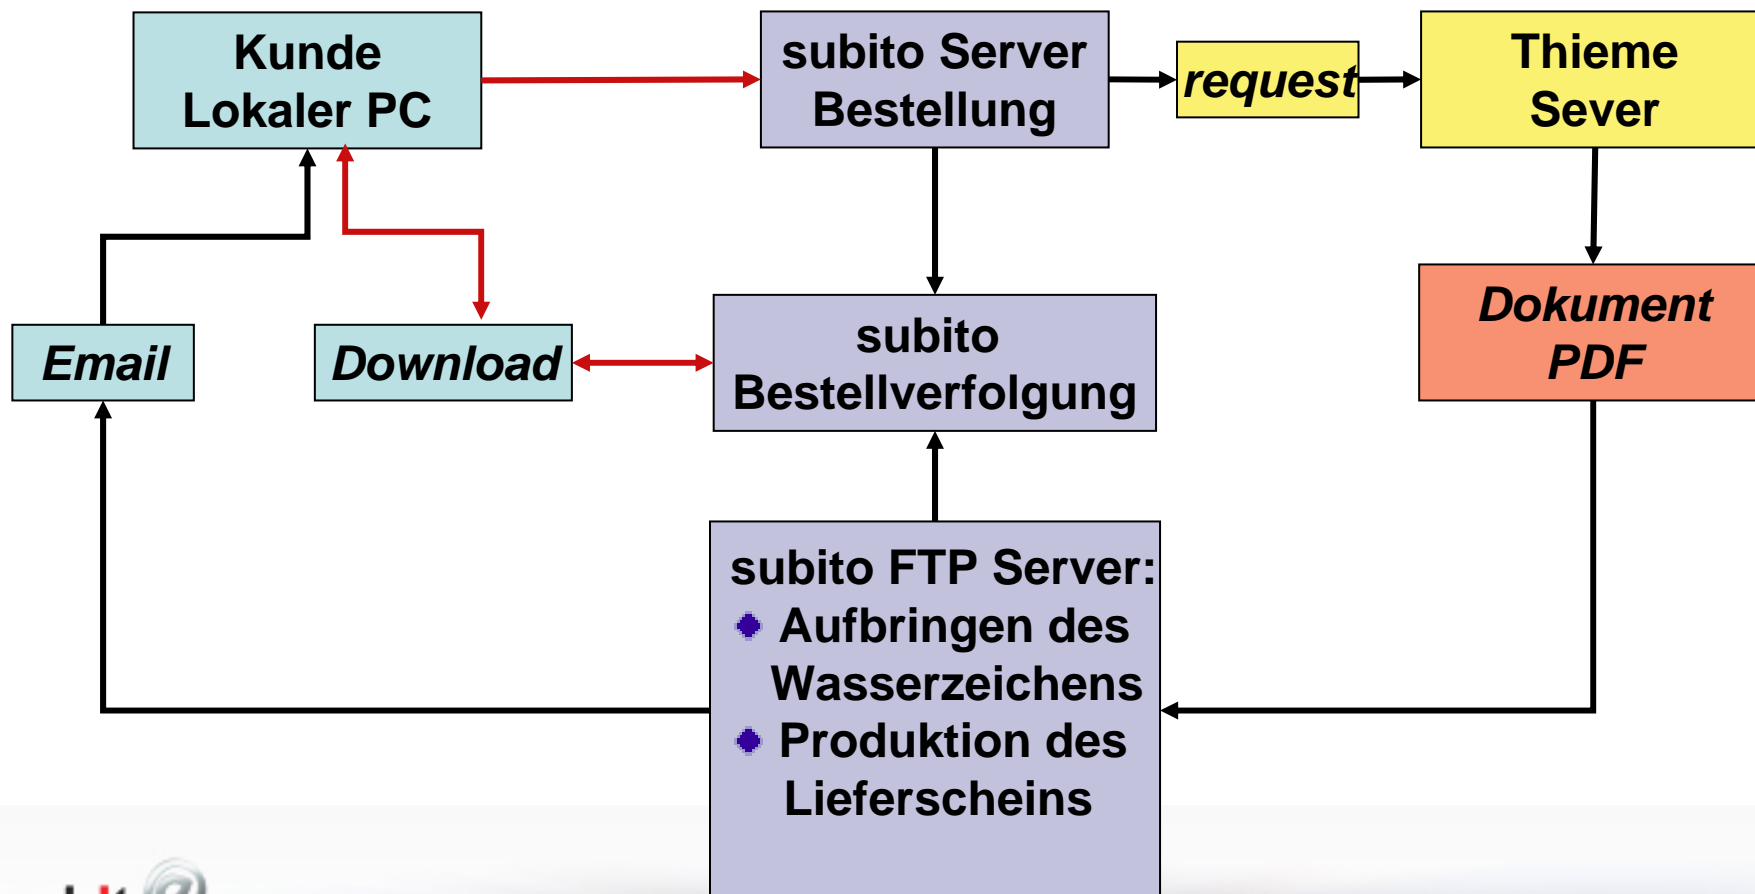 Kunde
Lokaler PC
subito Server
Bestellung
request
Thieme
Sever
Email
Download
subito
Bestellverfolgung
Dokument
PDF
subito FTP Server:
Aufbringen des
Wasserzeichens
Produktion des
Lieferscheins